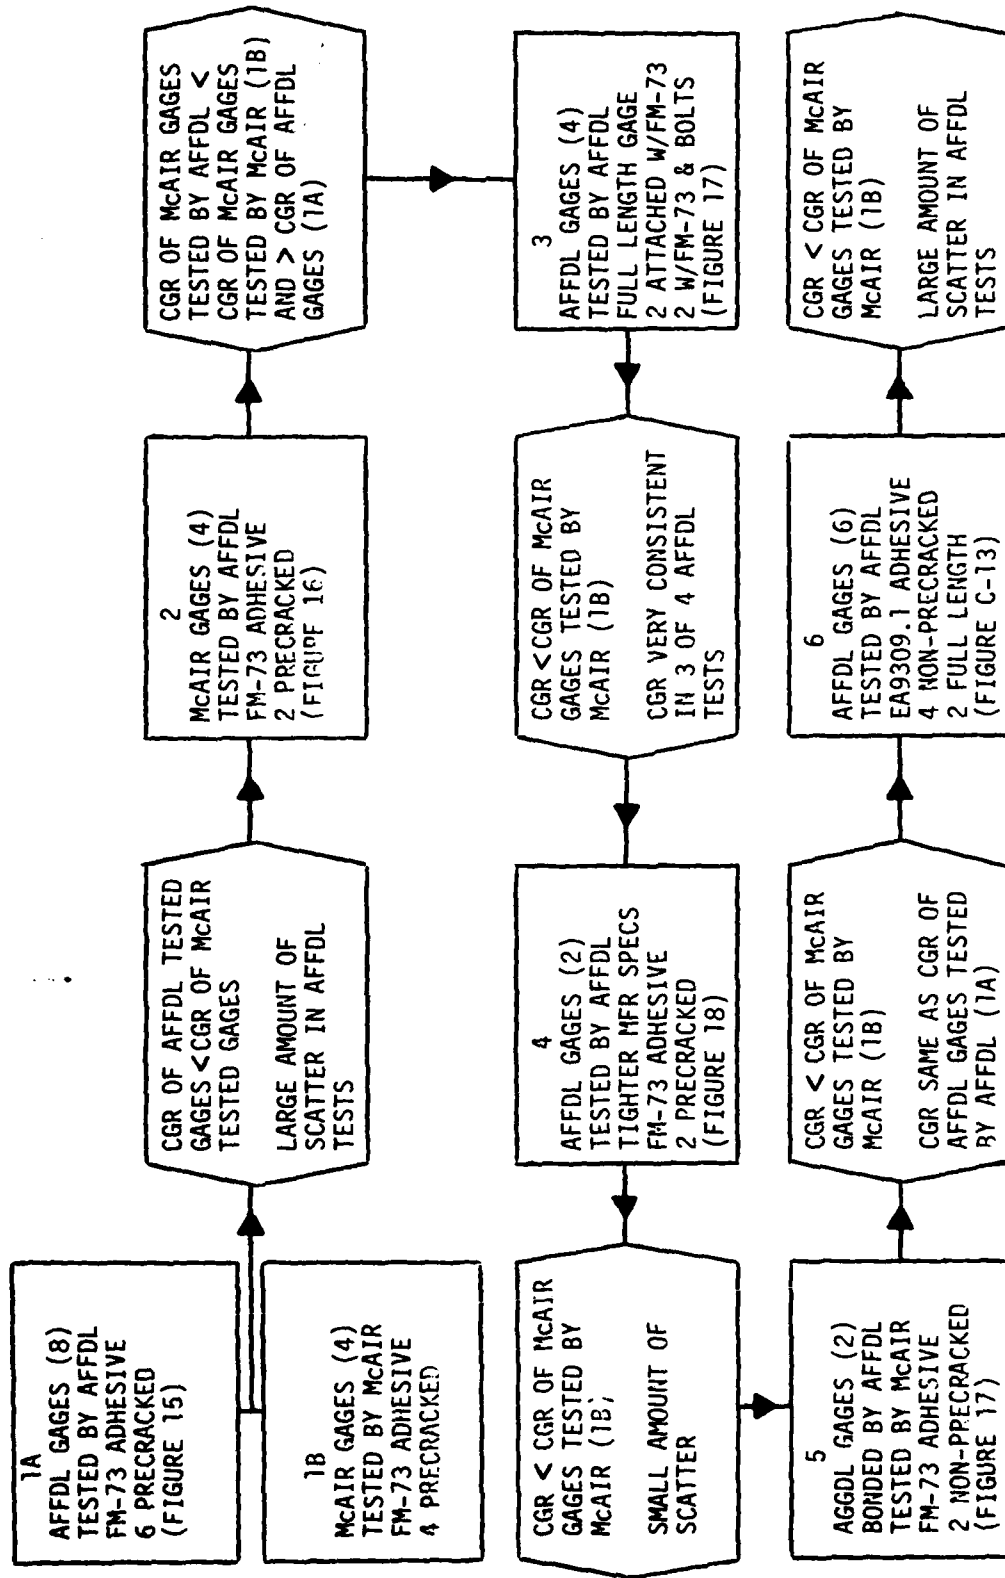 1A
AFFDL GAGES (8)
TESTED BY AFFDL
FM-73 ADHESIVE
6 PRECRACKED
(FIGURE 15)
1B
McAIR GAGES (4)
TESTED BY McAIR
FM-73 ADHESIVE
4 PRECRACKED
CGR OF AFFDL TESTED
GAGES < CGR OF McAIR
TESTED GAGES
LARGE AMOUNT OF
SCATTER IN AFFDL
TESTS
2
McAIR GAGES (4)
TESTED BY AFFDL
FM-73 ADHESIVE
2 PRECRACKED
(FIGURE 16)
CGR OF McAIR GAGES
TESTED BY AFFDL <
CGR OF McAIR GAGES
TESTED BY McAIR (1B)
AND > CGR OF AFFDL
GAGES (1A)
3
AFFDL GAGES (4)
TESTED BY AFFDL
FULL LENGTH GAGE
2 ATTACHED W/FM-73
2 W/FM-73 & BOLTS
(FIGURE 17)
CGR < CGR OF McAIR
GAGES TESTED BY
McAIR (1B)
CGR VERY CONSISTENT
IN 3 OF 4 AFFDL
TESTS
4
AFFDL GAGES (2)
TESTED BY AFFDL
TIGHTER MFR SPECS
FM-73 ADHESIVE
2 PRECRACKED
(FIGURE 18)
CGR < CGR OF McAIR
GAGES TESTED BY
McAIR (1B)
SMALL AMOUNT OF
SCATTER
5
AGGDL GAGES (2)
BONDED BY AFFDL
TESTED BY McAIR
FM-73 ADHESIVE
2 NON-PRECRACKED
(FIGURE 17)
CGR < CGR OF McAIR
GAGES TESTED BY
McAIR (1B)
CGR SAME AS CGR OF
AFFDL GAGES TESTED
BY AFFDL (1A)
6
AFFDL GAGES (6)
TESTED BY AFFDL
EA9309.1 ADHESIVE
4 NON-PRECRACKED
2 FULL LENGTH
(FIGURE C-13)
CGR < CGR OF McAIR
GAGES TESTED BY
McAIR (1B)
LARGE AMOUNT OF
SCATTER IN AFFDL
TESTS